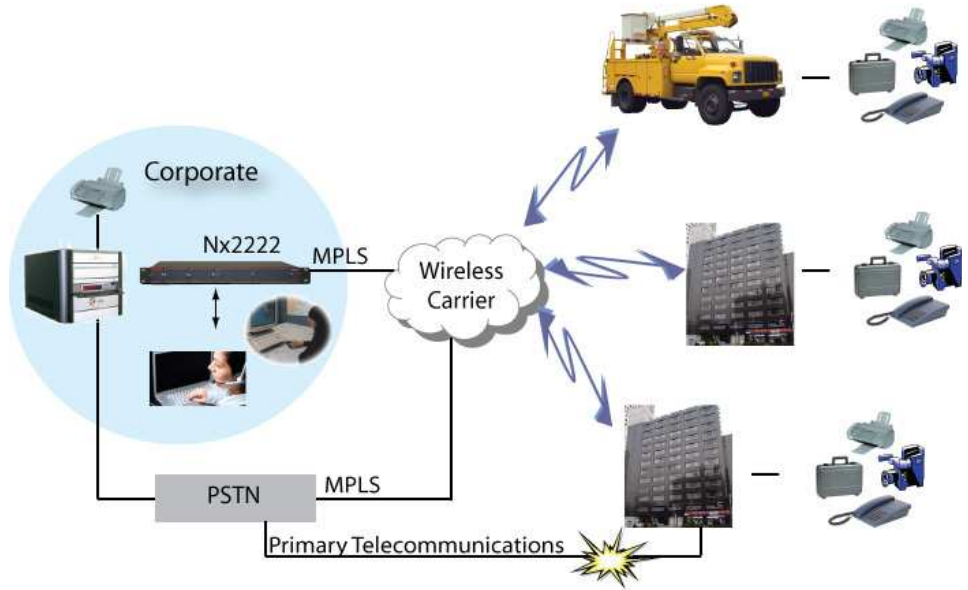 Corporate
Nx2222
MPLS
Wireless
Carrier
PSTN
MPLS
Primary Telecommunications